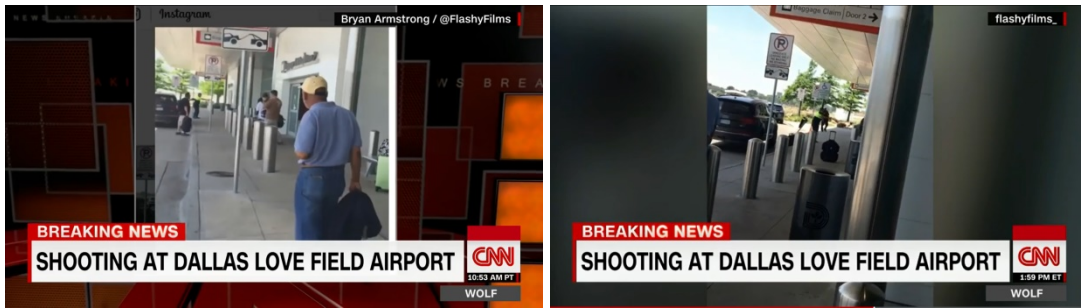 Instagram
Bryan Armstrong / @FlashyFilms
BREAKING NEWS
SHOOTING AT DALLAS LOVE FIELD AIRPORT
CNN
10:53 AM PT
WOLF
Baggage Claim
Door 2 →
flashyfilms_
BREAKING NEWS
SHOOTING AT DALLAS LOVE FIELD AIRPORT
CNN
1:59 PM ET
WOLF